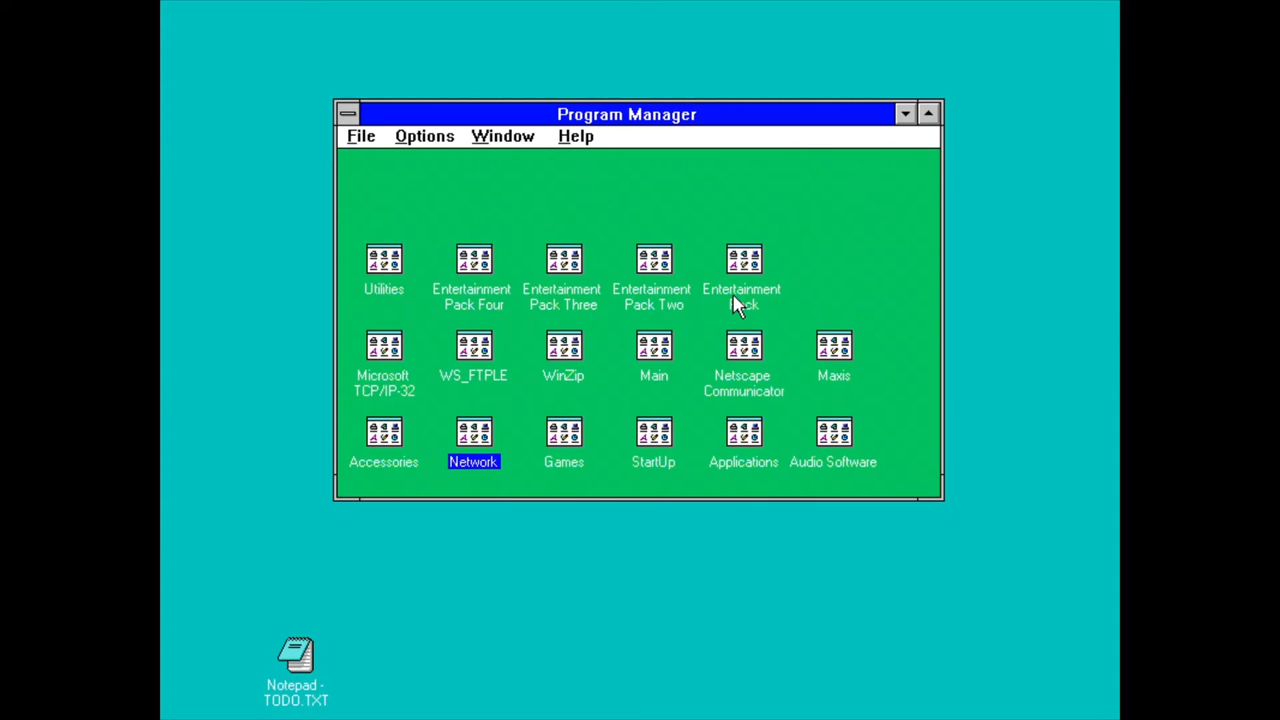 Program Manager
File Options Window Help
Utilities
Entertainment Pack Four
Entertainment Pack Three
Entertainment Pack Two
Entertainment
Microsoft TCP/IP-32
WS_FTPLE
WinZip
Main
Netscape Communicator
Maxis
Accessories
Network
Games
StartUp
Applications
Audio Software
Notepad -
TODO.TXT